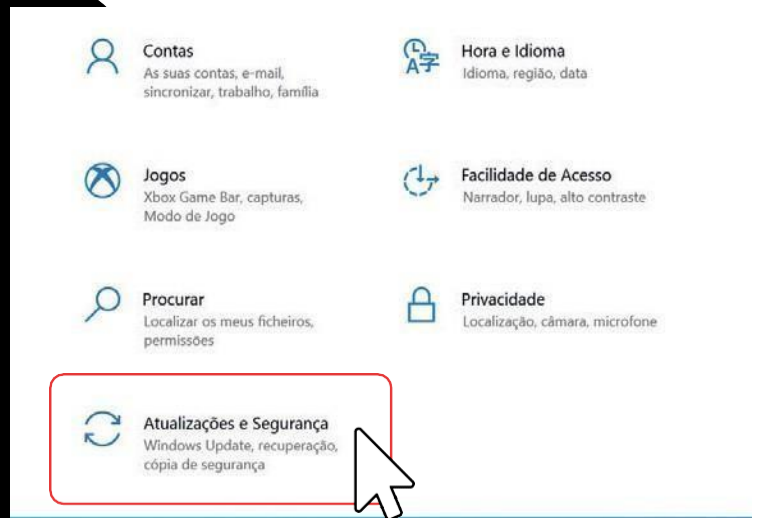 Contas
As suas contas, e-mail,
sincronizar, trabalho, família
Hora e Idioma
Idioma, região, data
Jogos
Xbox Game Bar, capturas,
Modo de Jogo
Facilidade de Acesso
Narrador, lupa, alto contraste
Procurar
Localizar os meus ficheiros,
permissões
Privacidade
Localização, câmara, microfone
Atualizações e Segurança
Windows Update, recuperação,
cópia de segurança